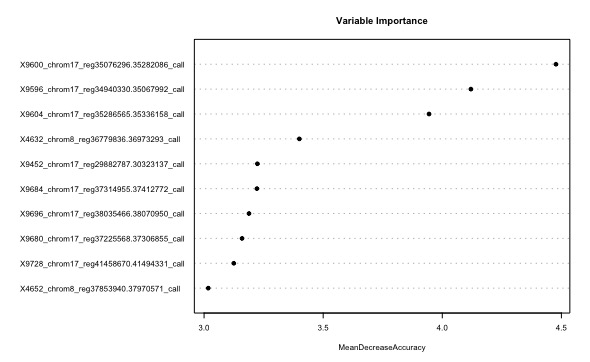 Variable Importance
X9600_chrom17_reg35076296.35282086_call
X9596_chrom17_reg34940330.35067992_call
X9604_chrom17_reg35286565.35336158_call
X4632_chrom8_reg36779836.36973293_call
X9452_chrom17_reg29882787.30323137_call
X9684_chrom17_reg37314955.37412772_call
X9696_chrom17_reg38035466.38070950_call
X9680_chrom17_reg37225568.37306855_call
X9728_chrom17_reg41458670.41494331_call
X4652_chrom8_reg37853940.37970571_call
3.0 3.5 4.0 4.5
MeanDecreaseAccuracy